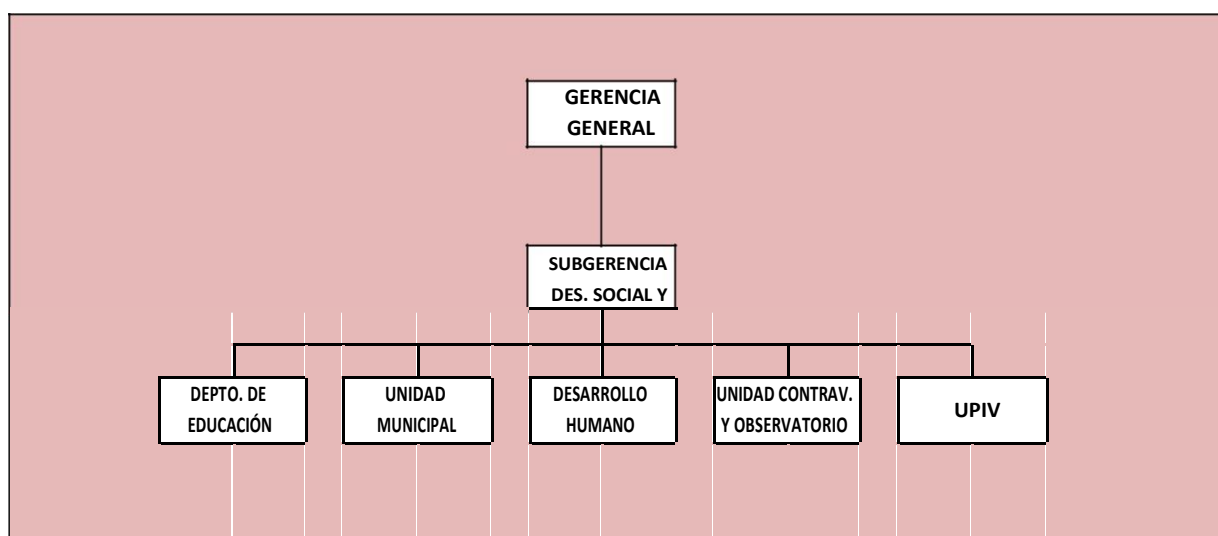 GERENCIA
GENERAL
SUBGERENCIA
DES. SOCIAL Y
DEPTO. DE
EDUCACIÓN
UNIDAD
MUNICIPAL
DESARROLLO
HUMANO
UNIDAD CONTRAV.
Y OBSERVATORIO
UPIV